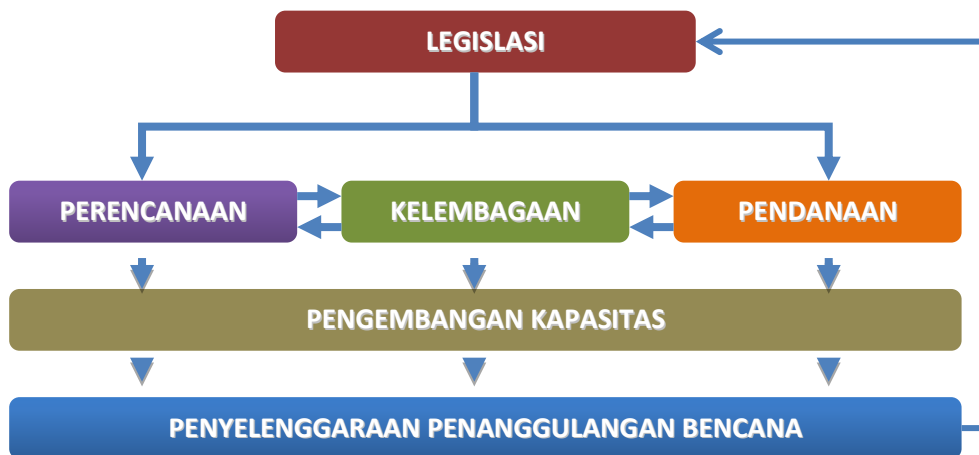 LEGISLASI
PERENCANAAN
KELEMBAGAAN
PENDANAAN
PENGEMBANGAN KAPASITAS
PENYELENGGARAAN PENANGGULANGAN BENCANA